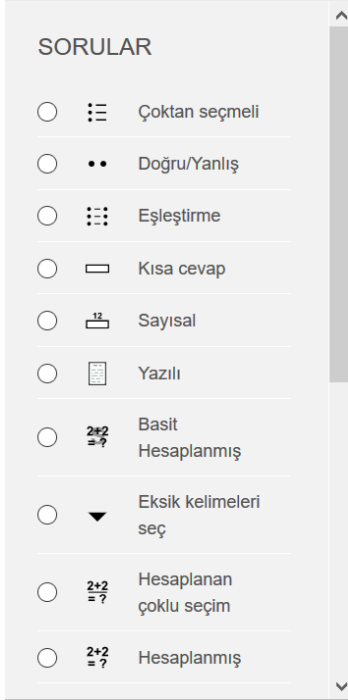 SORULAR
Çoktan seçmeli
Doğru/Yanlış
Eşleştirme
Kısa cevap
12
Sayısal
Yazılı
2+2
= ?
Basit
Hesaplanmış
Eksik kelimeleri
seç
2+2
= ?
Hesaplanan
çoklu seçim
2+2
= ?
Hesaplanmış